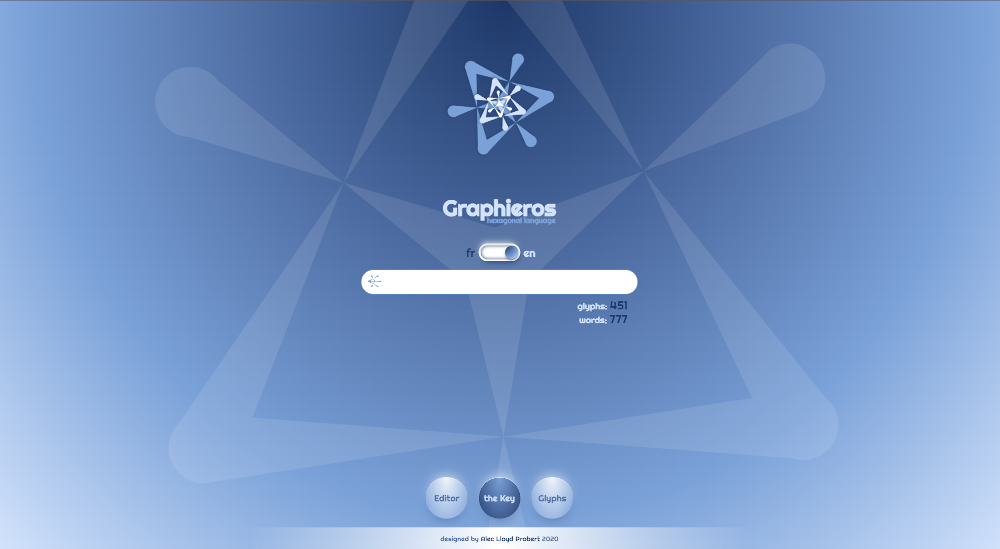 Graphieros
hexagonal language
fr en
glyphs: 451
words: 777
Editor the Key Glyphs
designed by Alec Lloyd Probert 2020